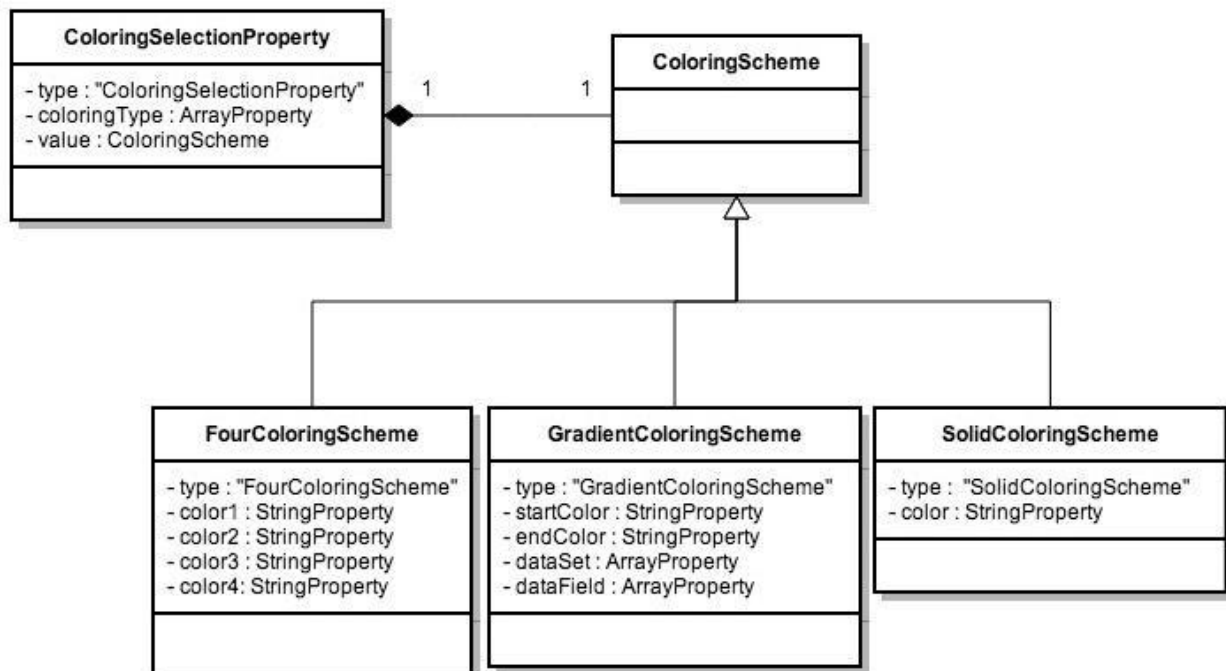 ColoringSelectionProperty
- type : "ColoringSelectionProperty"
- coloringType : ArrayProperty
- value : ColoringScheme
1
1
ColoringScheme
FourColoringScheme
- type : "FourColoringScheme"
- color1 : StringProperty
- color2 : StringProperty
- color3 : StringProperty
- color4: StringProperty
GradientColoringScheme
- type : "GradientColoringScheme"
- startColor : StringProperty
- endColor : StringProperty
- dataSet : ArrayProperty
- dataField : ArrayProperty
SolidColoringScheme
- type : "SolidColoringScheme"
- color : StringProperty